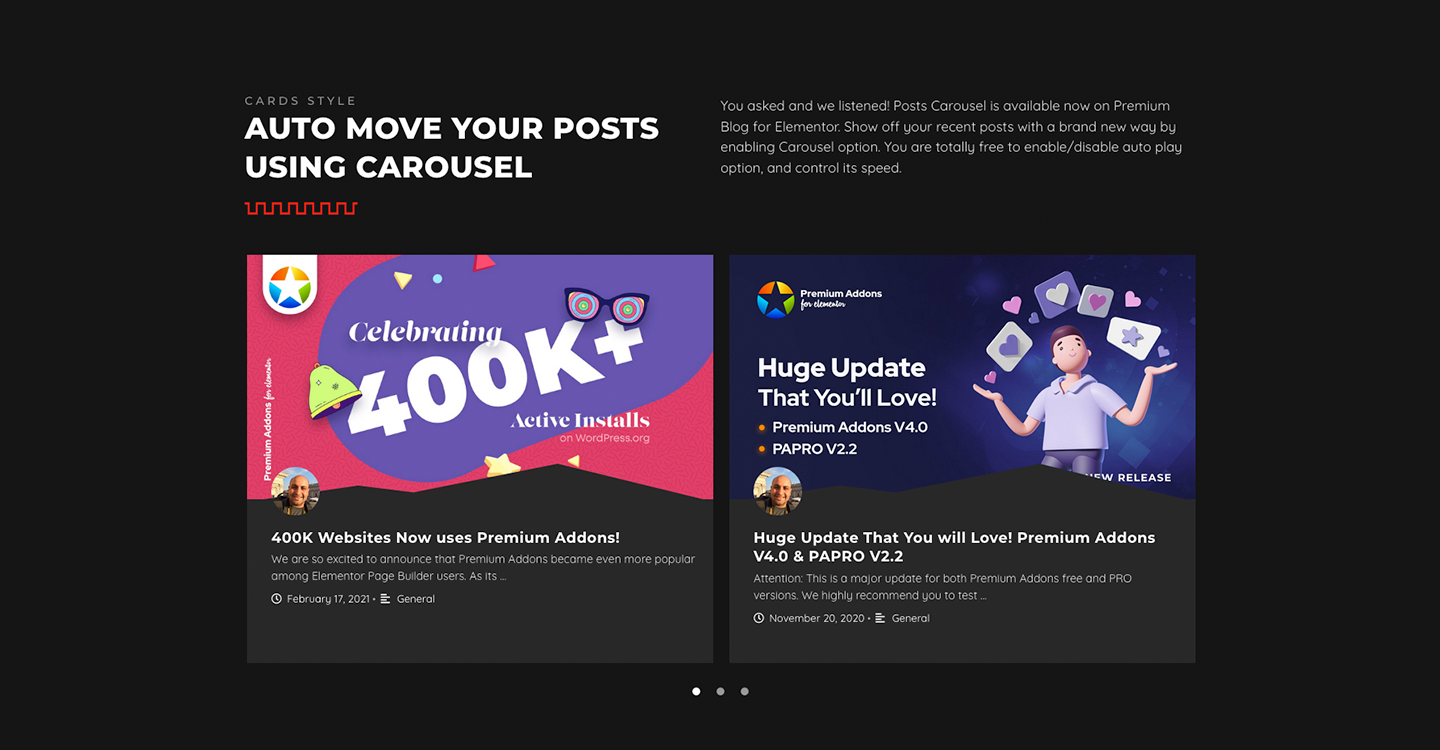 CARDS STYLE
AUTO MOVE YOUR POSTS
USING CAROUSEL
You asked and we listened! Posts Carousel is available now on Premium
Blog for Elementor. Show off your recent posts with a brand new way by
enabling Carousel option. You are totally free to enable/disable auto play
option, and control its speed.
Celebrating
400K+
Active Installs
on WordPress.org
Premium Addons for elementor
400K Websites Now uses Premium Addons!
We are so excited to announce that Premium Addons became even more popular
among Elementor Page Builder users. As its ...
February 17, 2021 • General
Premium Addons
for elementor
Huge Update
That You'll Love!
Premium Addons V4.0
PAPRO V2.2
NEW RELEASE
Huge Update That You will Love! Premium Addons
V4.0 & PAPRO V2.2
Attention: This is a major update for both Premium Addons free and PRO
versions. We highly recommend you to test ...
November 20, 2020 • General